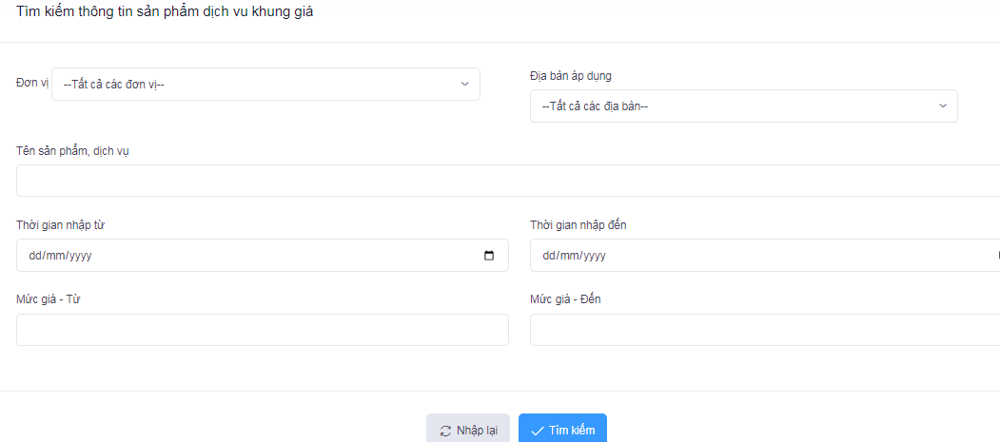 Tìm kiếm thông tin sản phẩm dịch vu khung giá
Đơn vị --Tất cả các đơn vị--
Địa bàn áp dụng
--Tất cả các địa bàn--
Tên sản phẩm, dịch vụ
Thời gian nhập từ
Thời gian nhập đến
dd/mm/yyyy
dd/mm/yyyy
Mức giá - Từ
Mức giá - Đến
Nhập lại
Tìm kiếm